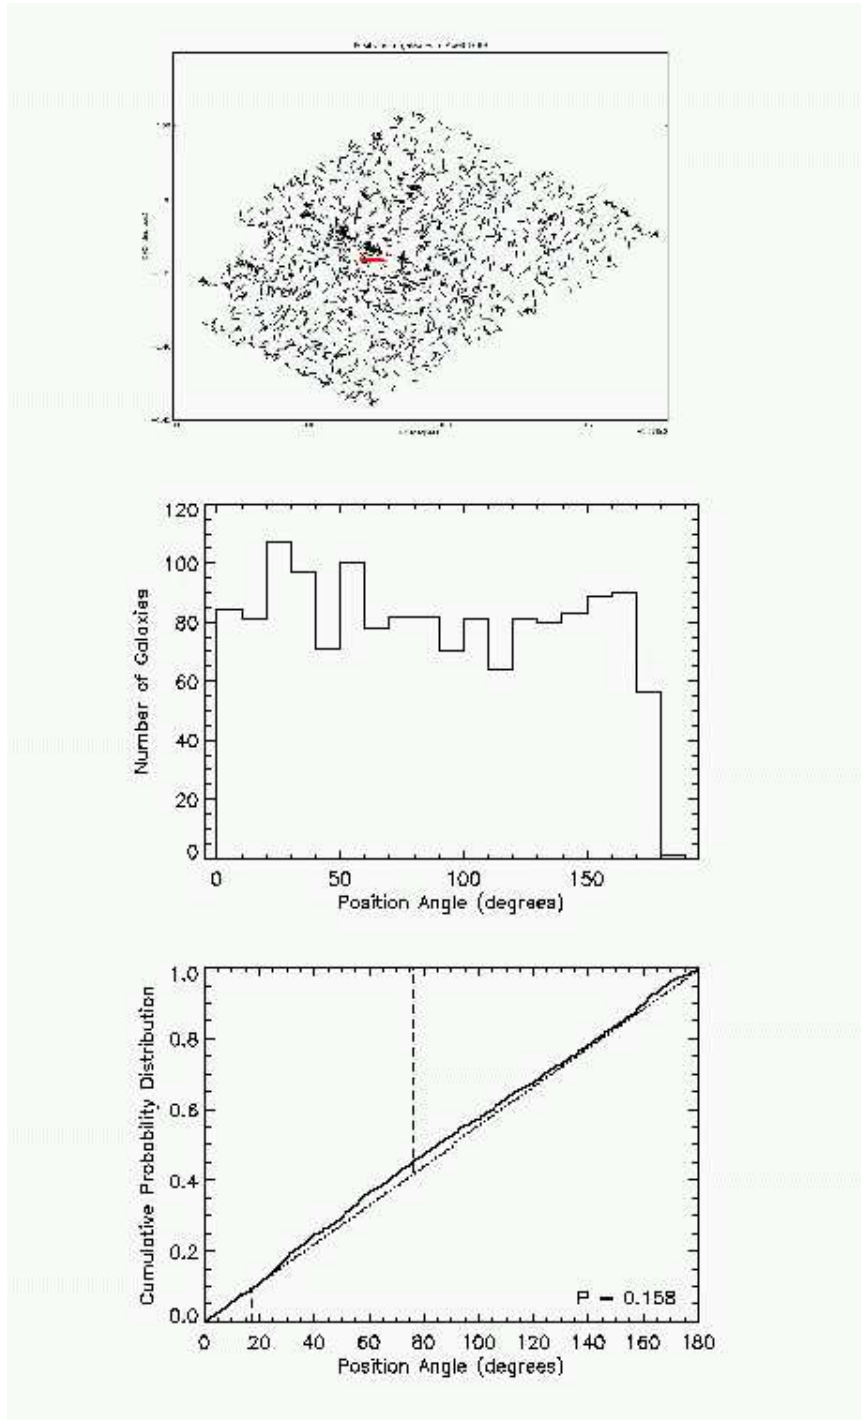 120
100
80
60
40
20
0
Number of Galaxies
0 50 100 150
Position Angle (degrees)
1.0
0.8
0.6
0.4
0.2
0.0
Cumulative Probability Distribution
P = 0.158
0 20 40 60 80 100 120 140 160 180
Position Angle (degrees)